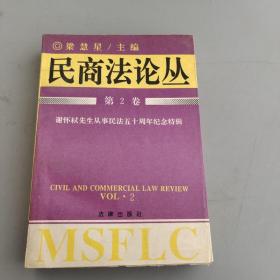 ◎梁慧星/主编
民商法论丛
第2卷
谢怀栻先生从事民法五十周年纪念特辑
CIVIL AND COMMERCIAL LAW REVIEW
VOL·2
法律出版社
MSFLC